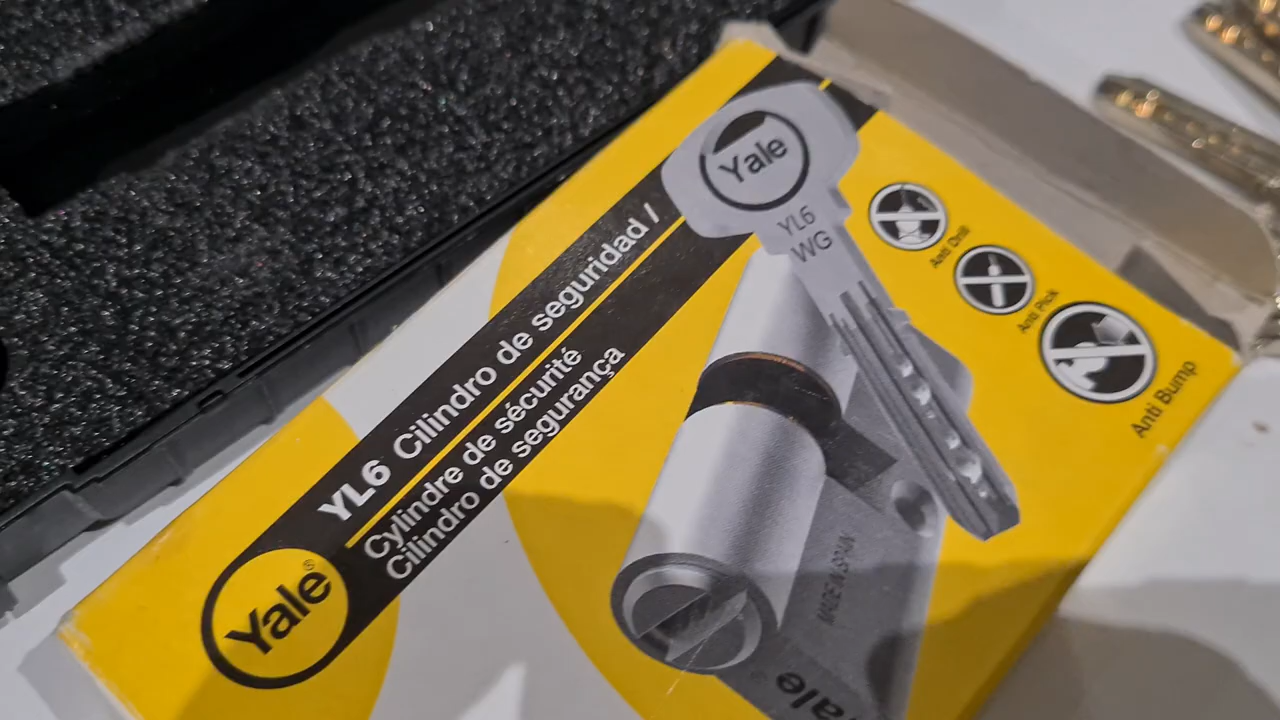 Yale
YL6
WG
Anti Drill
Anti Pick
Anti Bump
YL6 Cilindro de seguridad /
Cylindre de sécurité
Cilindro de segurança
Yale®
MADE IN SPAIN
Yale